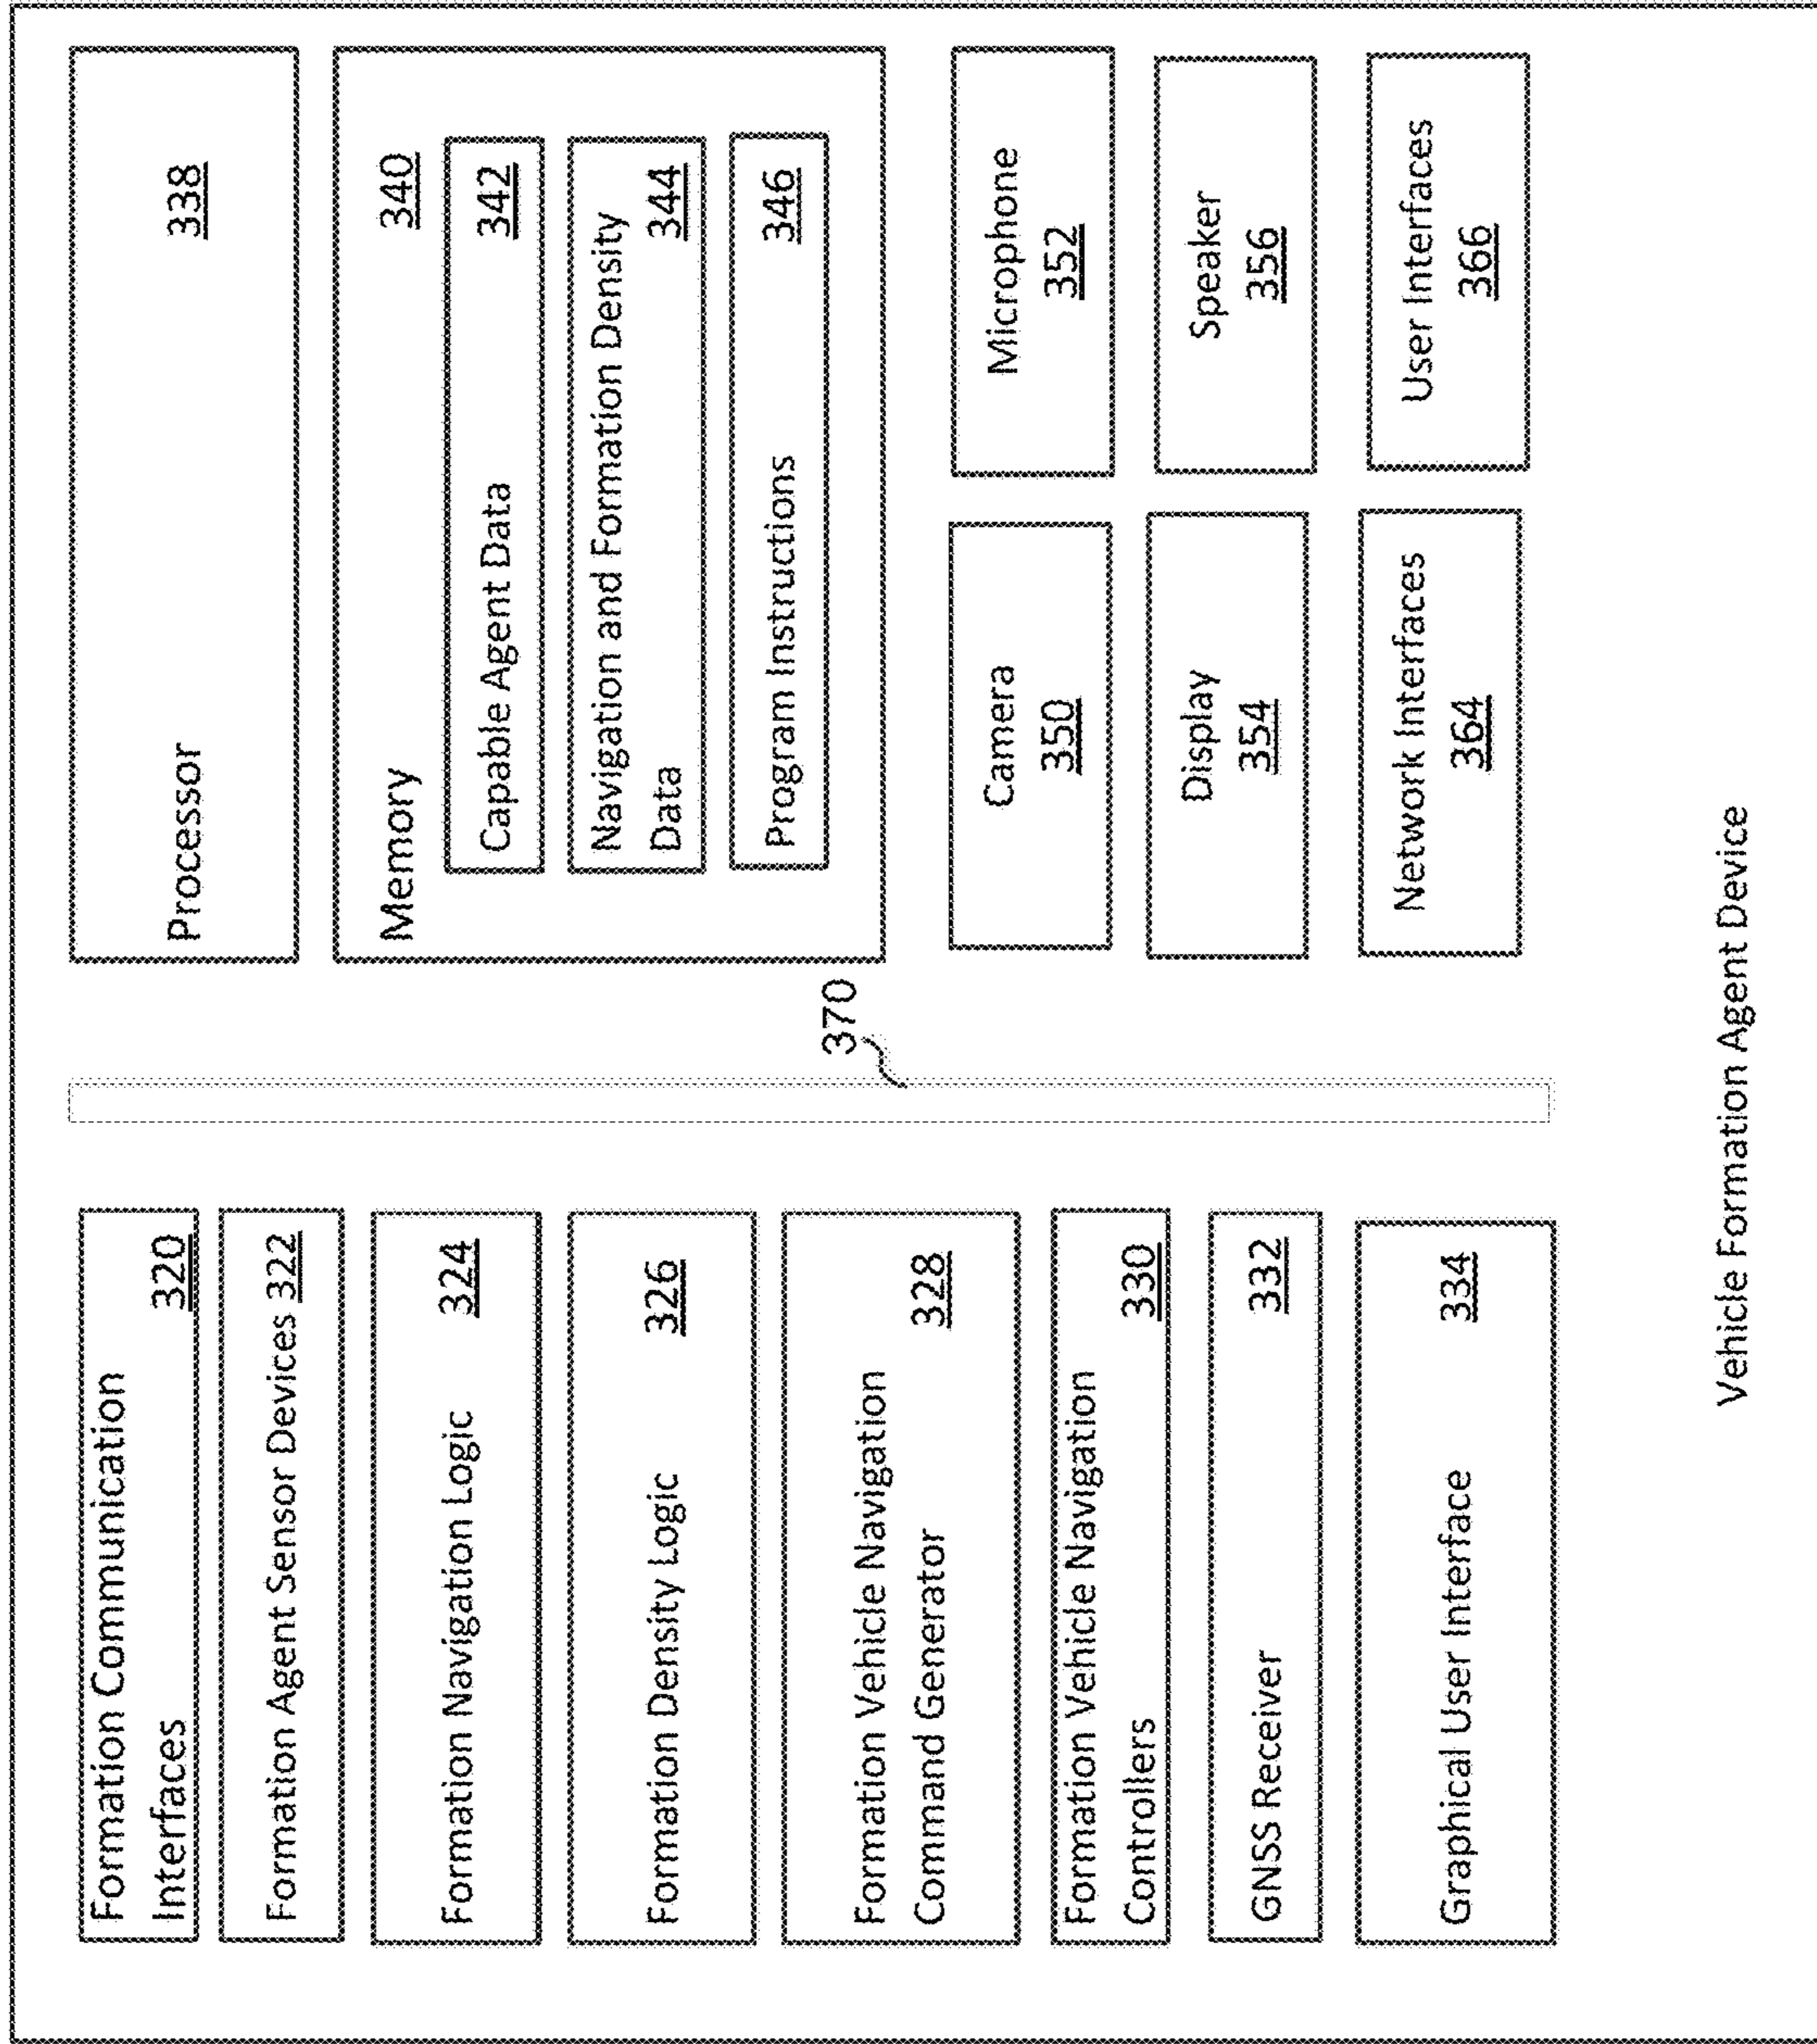 Formation Communication
Interfaces 320
Formation Agent Sensor Devices 322
Formation Navigation Logic 324
Formation Density Logic 326
Formation Vehicle Navigation
Command Generator 328
Formation Vehicle Navigation
Controllers 330
GNSS Receiver 332
Graphical User Interface 334
370
Processor 338
Memory 340
Capable Agent Data 342
Navigation and Formation Density
Data 344
Program Instructions 346
Camera
350
Microphone
352
Display
354
Speaker
356
Network Interfaces
364
User Interfaces
366
Vehicle Formation Agent Device